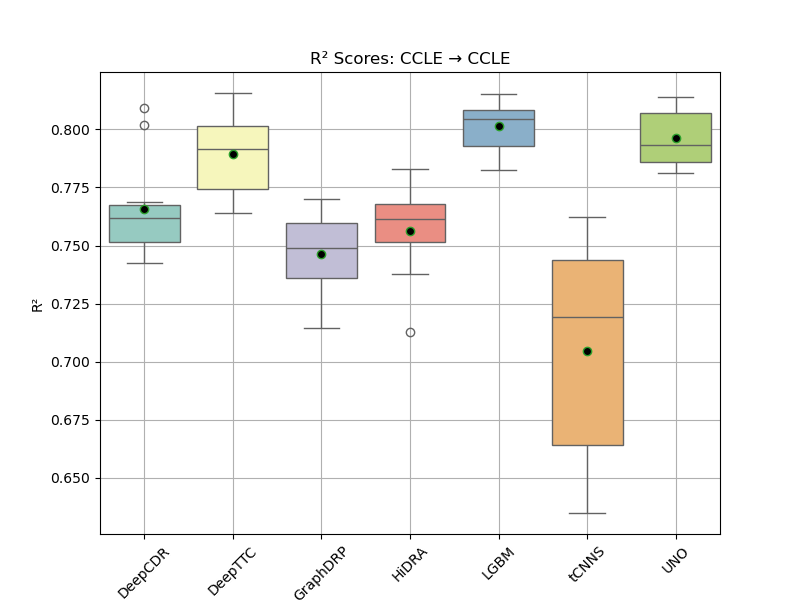 R² Scores: CCLE → CCLE
R²
0.800
0.775
0.750
0.725
0.700
0.675
0.650
DeepCDR
DeepTTC
GraphDRP
HiDRA
LGBM
tCNNS
UNO